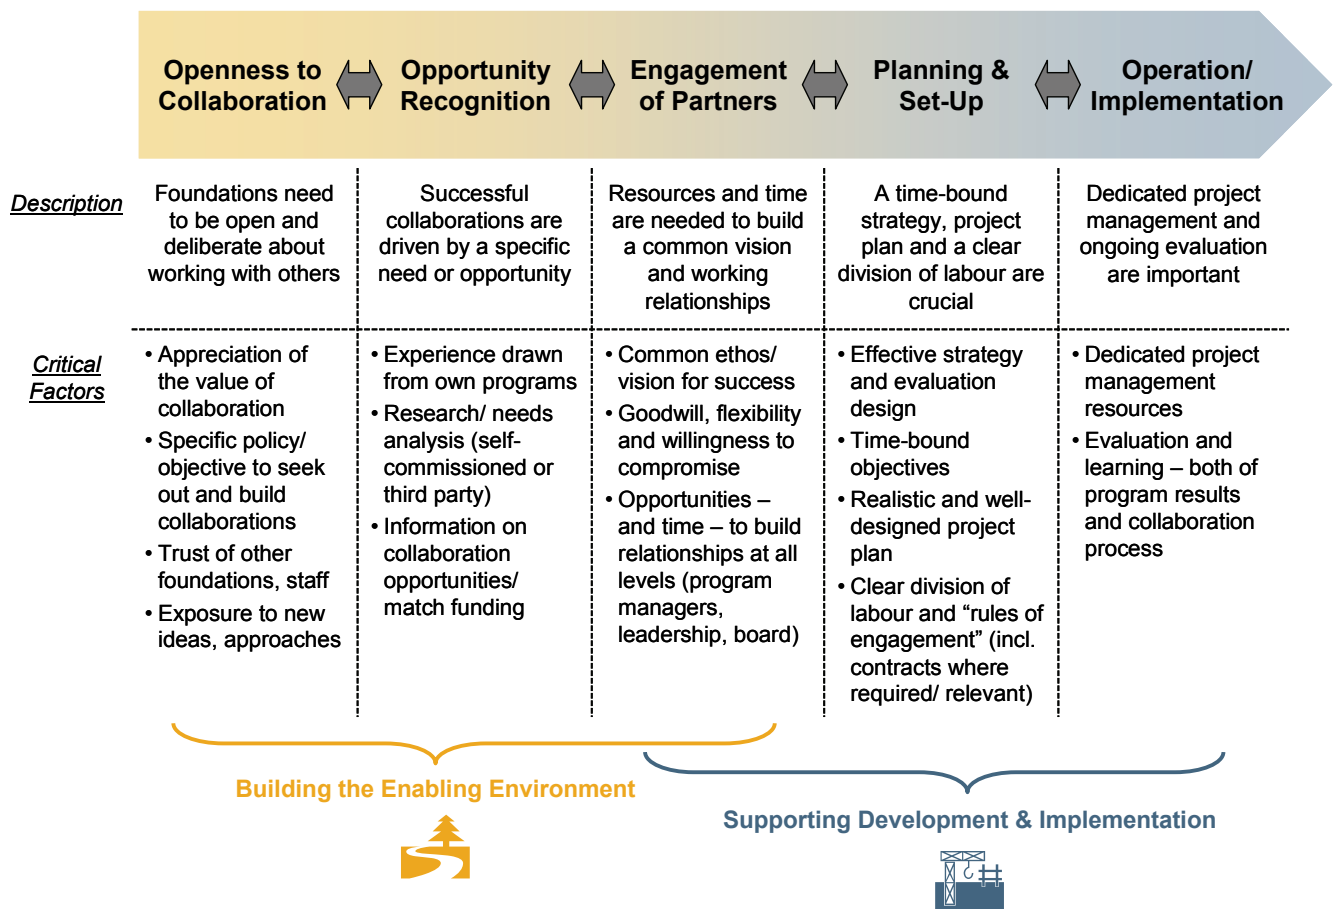 Openness to
Collaboration
Opportunity
Recognition
Engagement
of Partners
Planning &
Set-Up
Operation/
Implementation
Description
Foundations need
to be open and
deliberate about
working with others
Successful
collaborations are
driven by a specific
need or opportunity
Resources and time
are needed to build
a common vision
and working
relationships
A time-bound
strategy, project
plan and a clear
division of labour are
crucial
Dedicated project
management and
ongoing evaluation
are important
Critical
Factors
• Appreciation of
the value of
collaboration
• Specific policy/
objective to seek
out and build
collaborations
• Trust of other
foundations, staff
• Exposure to new
ideas, approaches
• Experience drawn
from own programs
• Research/ needs
analysis (self-
commissioned or
third party)
• Information on
collaboration
opportunities/
match funding
• Common ethos/
vision for success
• Goodwill, flexibility
and willingness to
compromise
• Opportunities –
and time – to build
relationships at all
levels (program
managers,
leadership, board)
• Effective strategy
and evaluation
design
• Time-bound
objectives
• Realistic and well-
designed project
plan
• Clear division of
labour and “rules of
engagement” (incl.
contracts where
required/ relevant)
• Dedicated project
management
resources
• Evaluation and
learning – both of
program results
and collaboration
process
Building the Enabling Environment
Supporting Development & Implementation